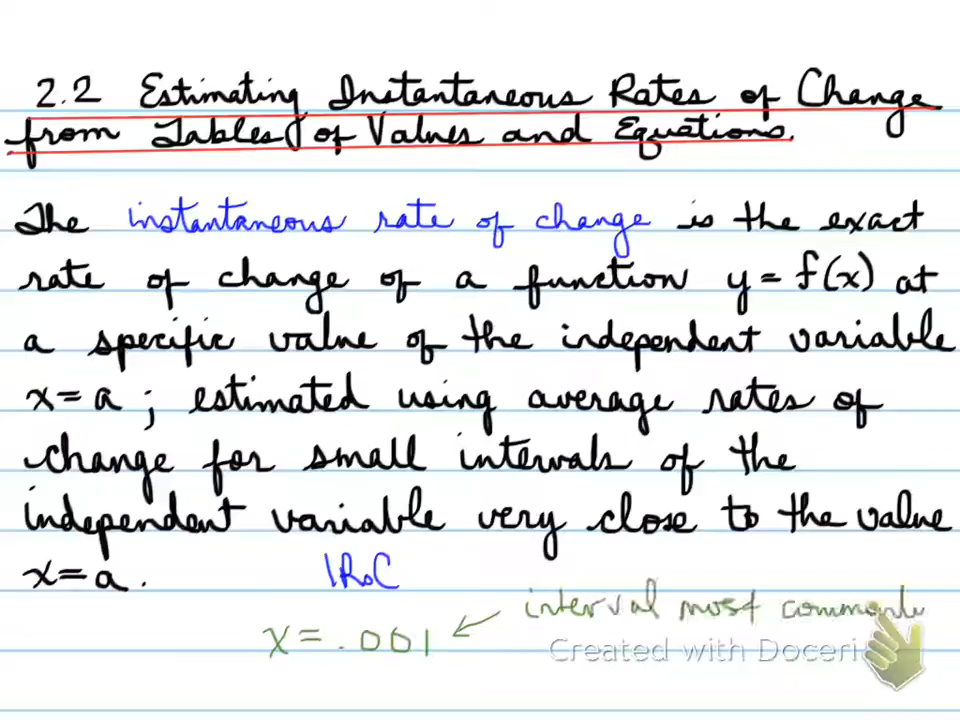 2.2 Estimating Instantaneous Rates of Change
from Tables of Values and Equations.
The instantaneous rate of change is the exact
rate of change of a function y = f(x) at
a specific value of the independent variable
x = a ; estimated using average rates of
change for small intervals of the
independent variable very close to the value
x = a .
IRoC
interval most commonly
x = .001
Created with Doceri